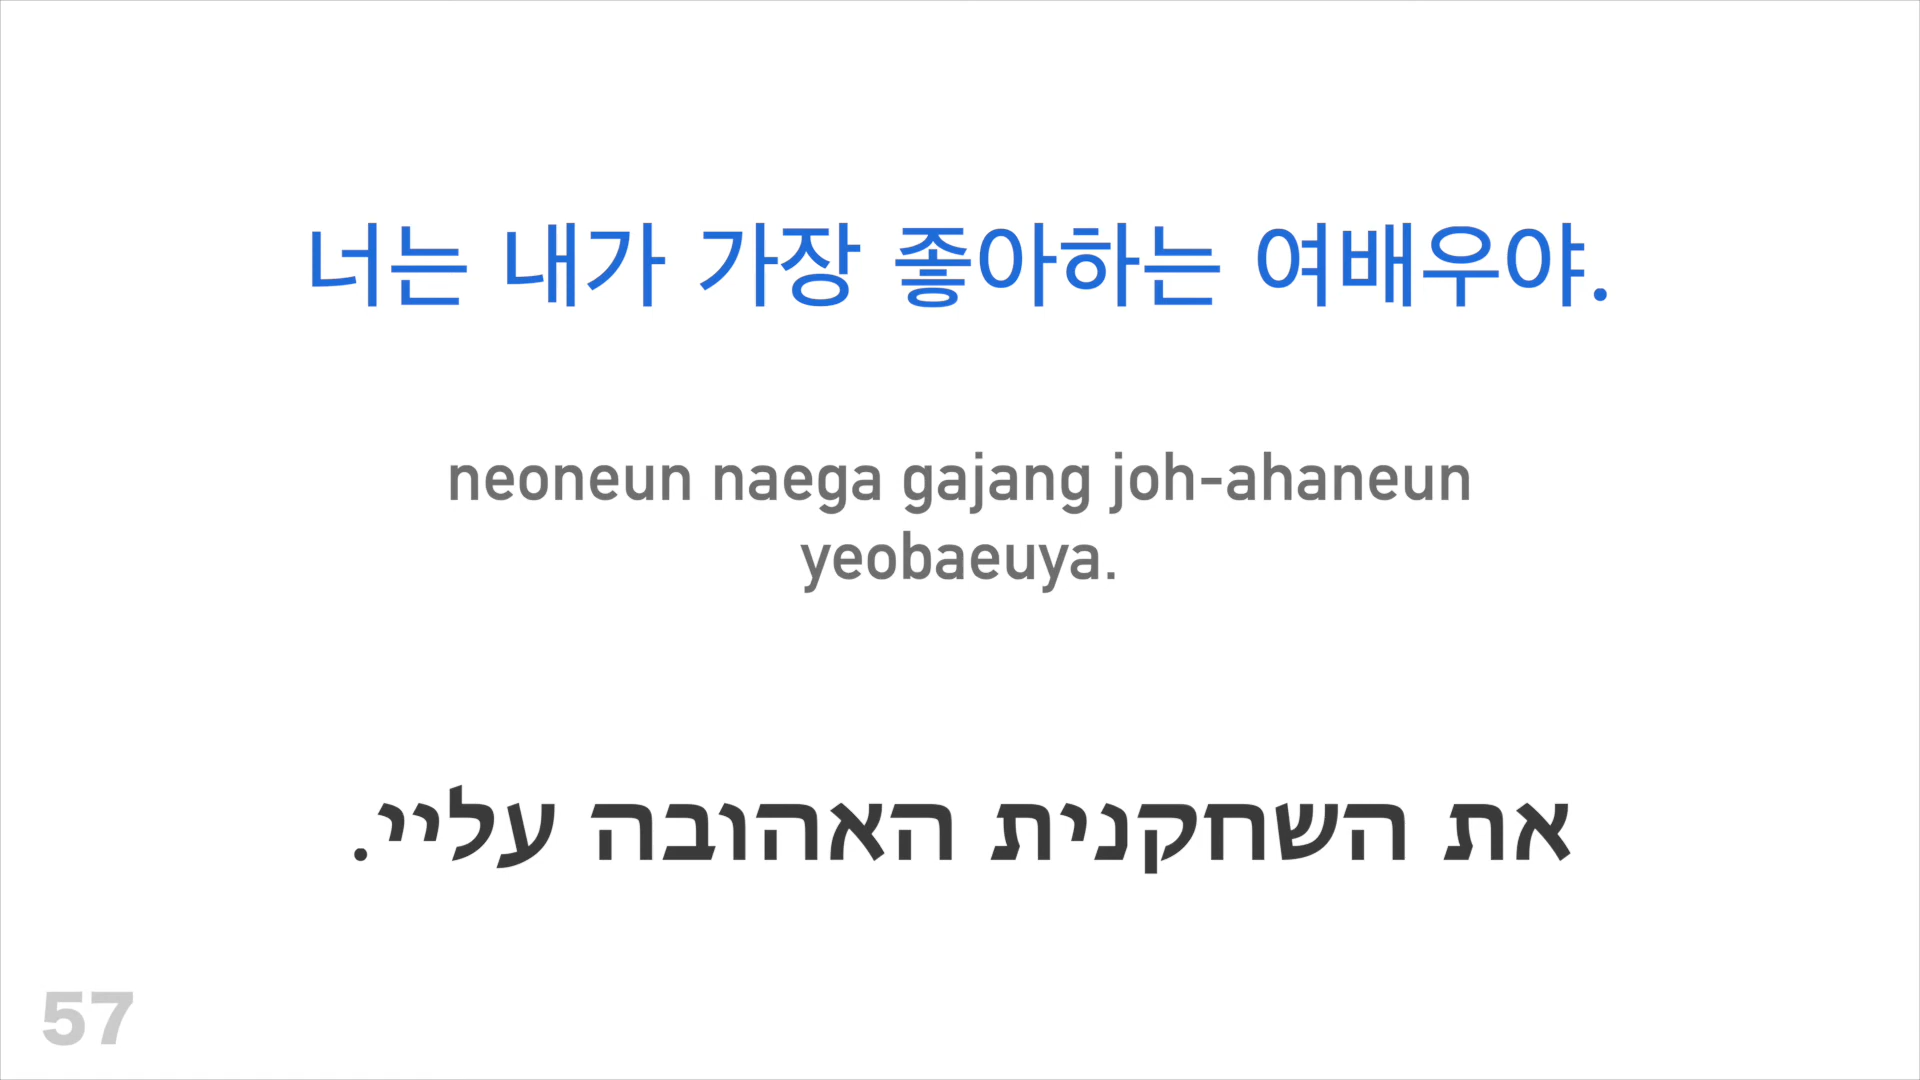 너는 내가 가장 좋아하는 여배우야.
neoneun naega gajang joh-ahaneun
yeobaeuya.
את השחקנית האהובה עליי.
57